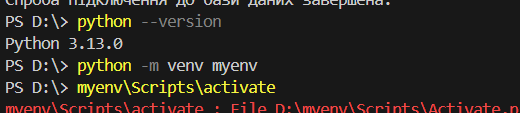 Спроба підключення до бази даних завершена.
PS D:\> python --version
Python 3.13.0
PS D:\> python -m venv myenv
PS D:\> myenv\Scripts\activate
myenv\Scripts\activate : File D:\myenv\Scripts\Activate.p